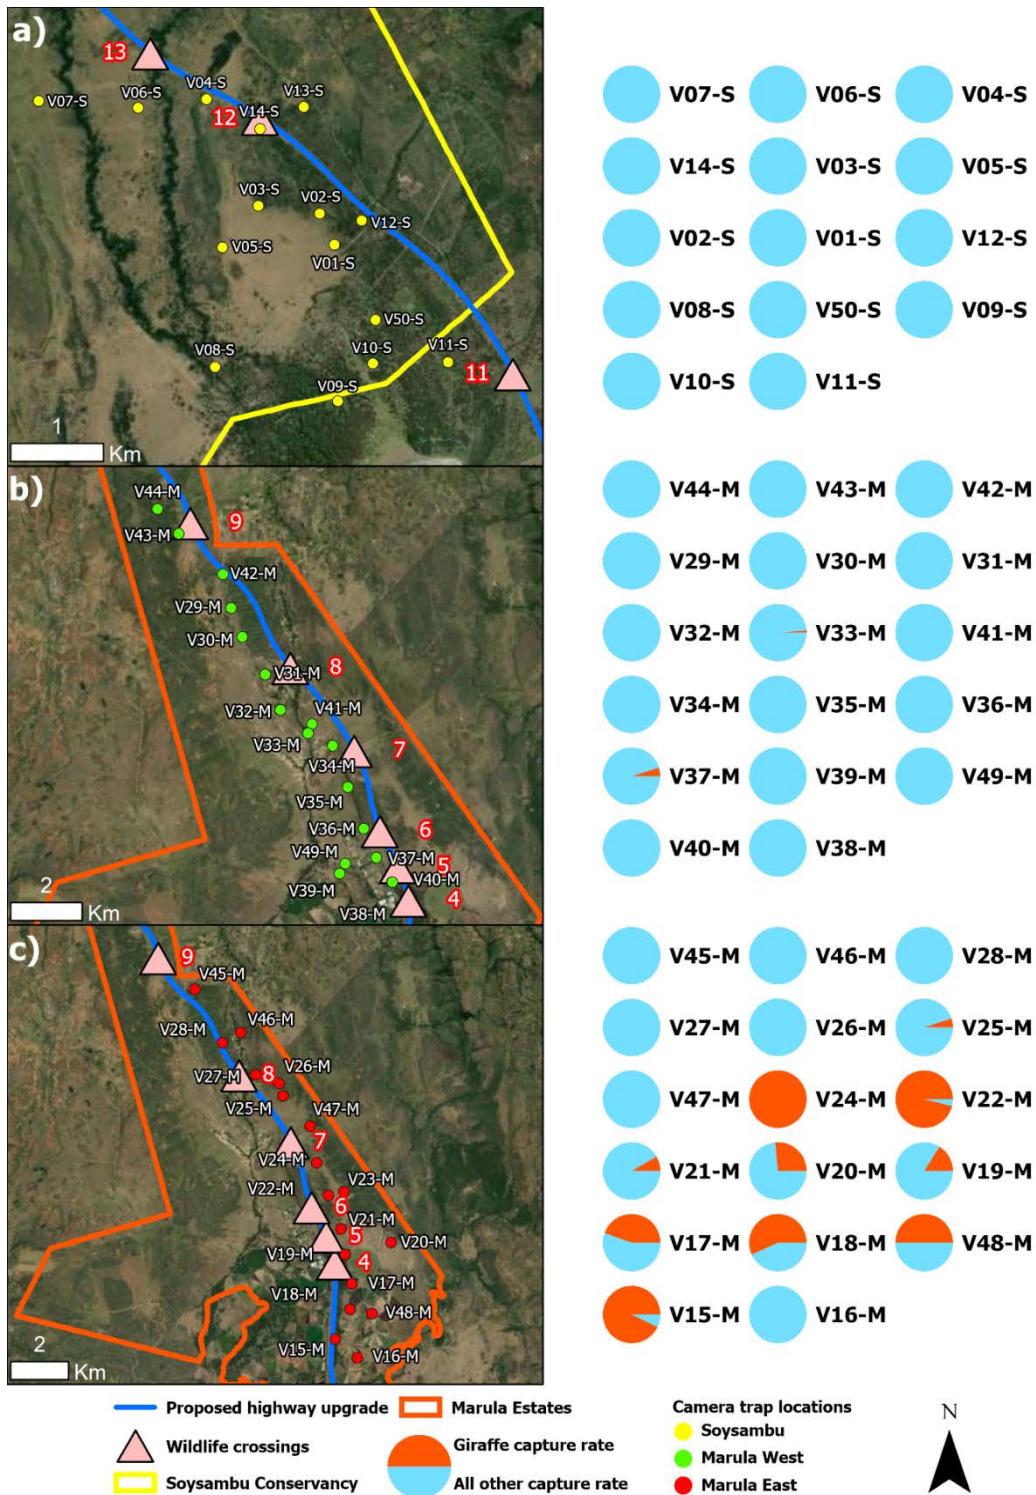 a)
13
V04-S
V13-S
V07-S
V06-S
12
V14-S
V03-S
V02-S
V12-S
V05-S
V01-S
V50-S
V08-S
V10-S
V11-S
11
V09-S
1
Km
V07-S V06-S V04-S
V14-S V03-S V05-S
V02-S V01-S V12-S
V08-S V50-S V09-S
V10-S V11-S
b)
V44-M
9
V43-M
V42-M
V29-M
V30-M
8
V31-M
V32-M
V41-M
V33-M
7
V34-M
V35-M
V36-M
6
V49-M
V37-M
5
V39-M
V40-M
4
V38-M
2
Km
V44-M V43-M V42-M
V29-M V30-M V31-M
V32-M V33-M V41-M
V34-M V35-M V36-M
V37-M V39-M V49-M
V40-M V38-M
c)
9
V45-M
V28-M
V46-M
V27-M
8
V26-M
V25-M
V47-M
7
V24-M
V22-M
V23-M
6
V21-M
5
V20-M
V19-M
4
V17-M
V18-M
V48-M
V15-M
V16-M
2
Km
V45-M V46-M V28-M
V27-M V26-M V25-M
V47-M V24-M V22-M
V21-M V20-M V19-M
V17-M V18-M V48-M
V15-M V16-M
Proposed highway upgrade
Wildlife crossings
Soysambu Conservancy
Marula Estates
Giraffe capture rate
All other capture rate
Camera trap locations
Soysambu
Marula West
Marula East
N